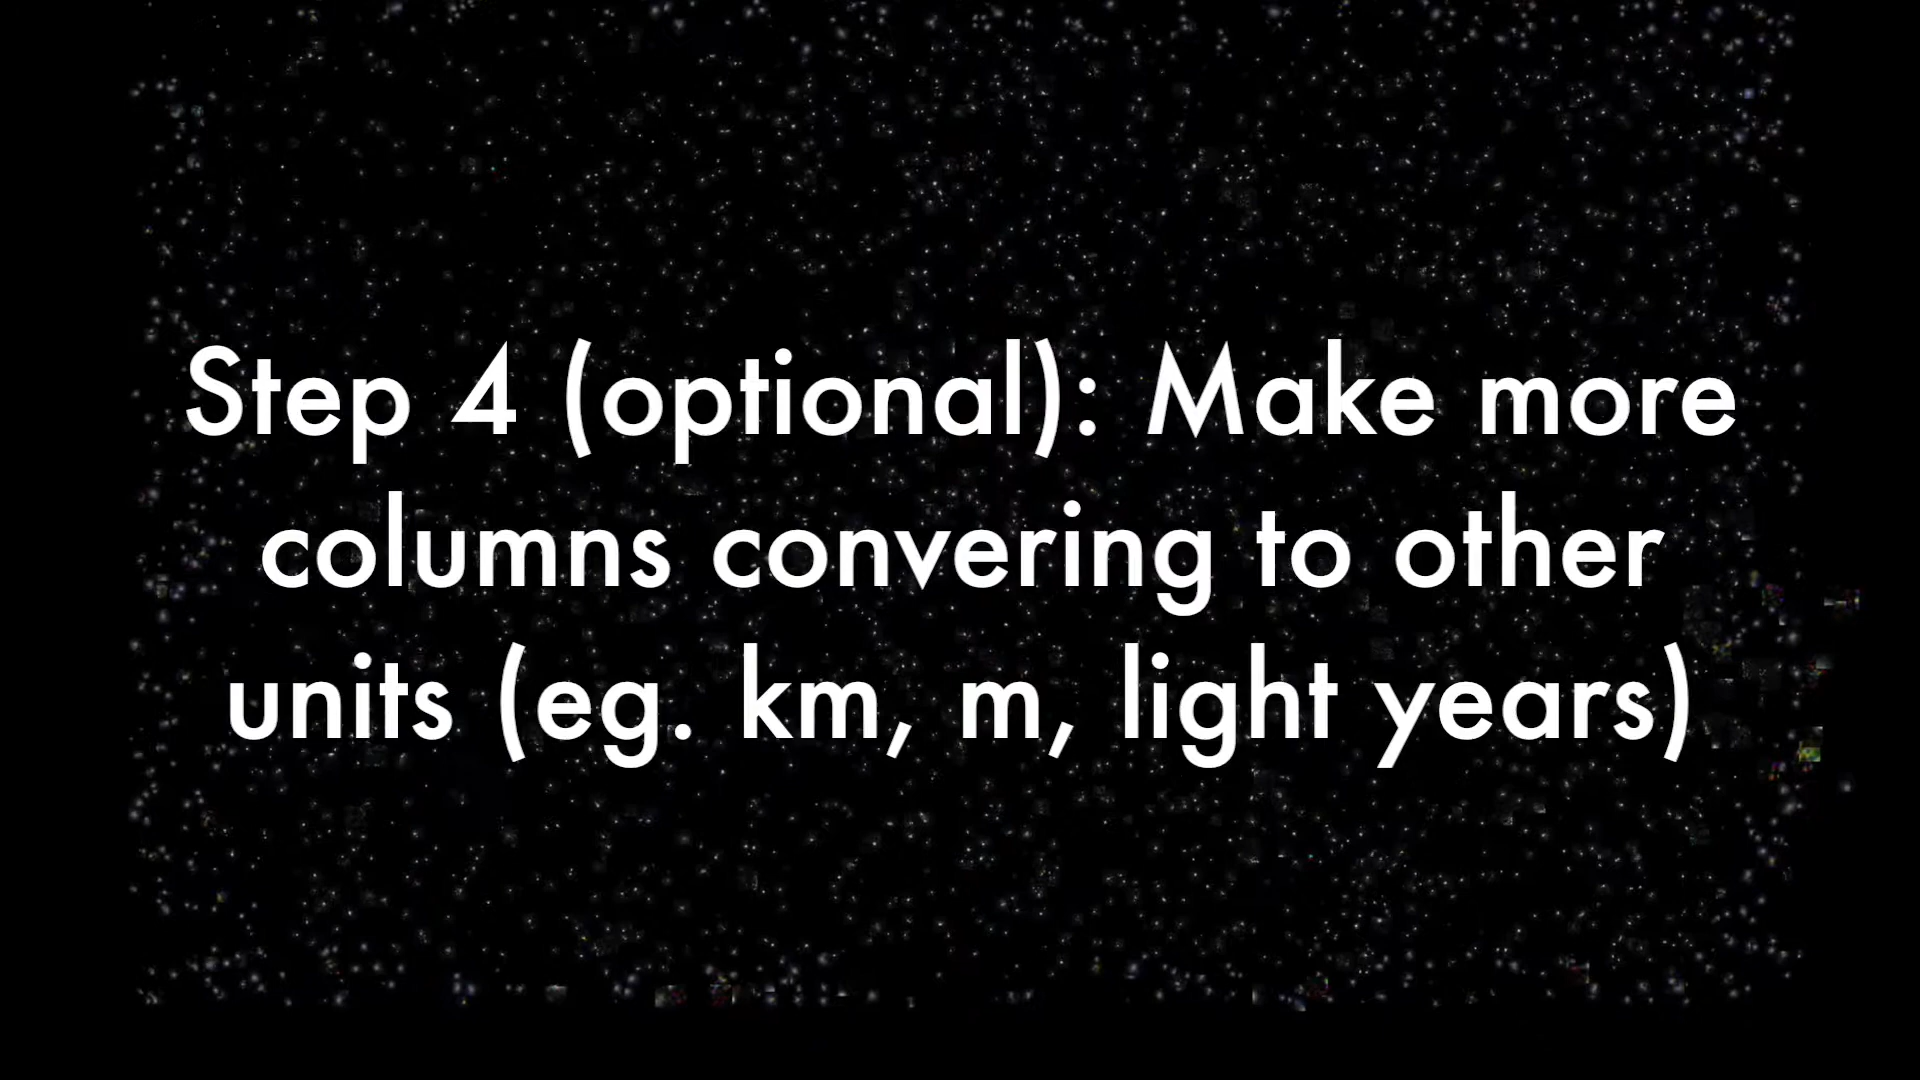 Step 4 (optional): Make more
columns convering to other
units (eg. km, m, light years)